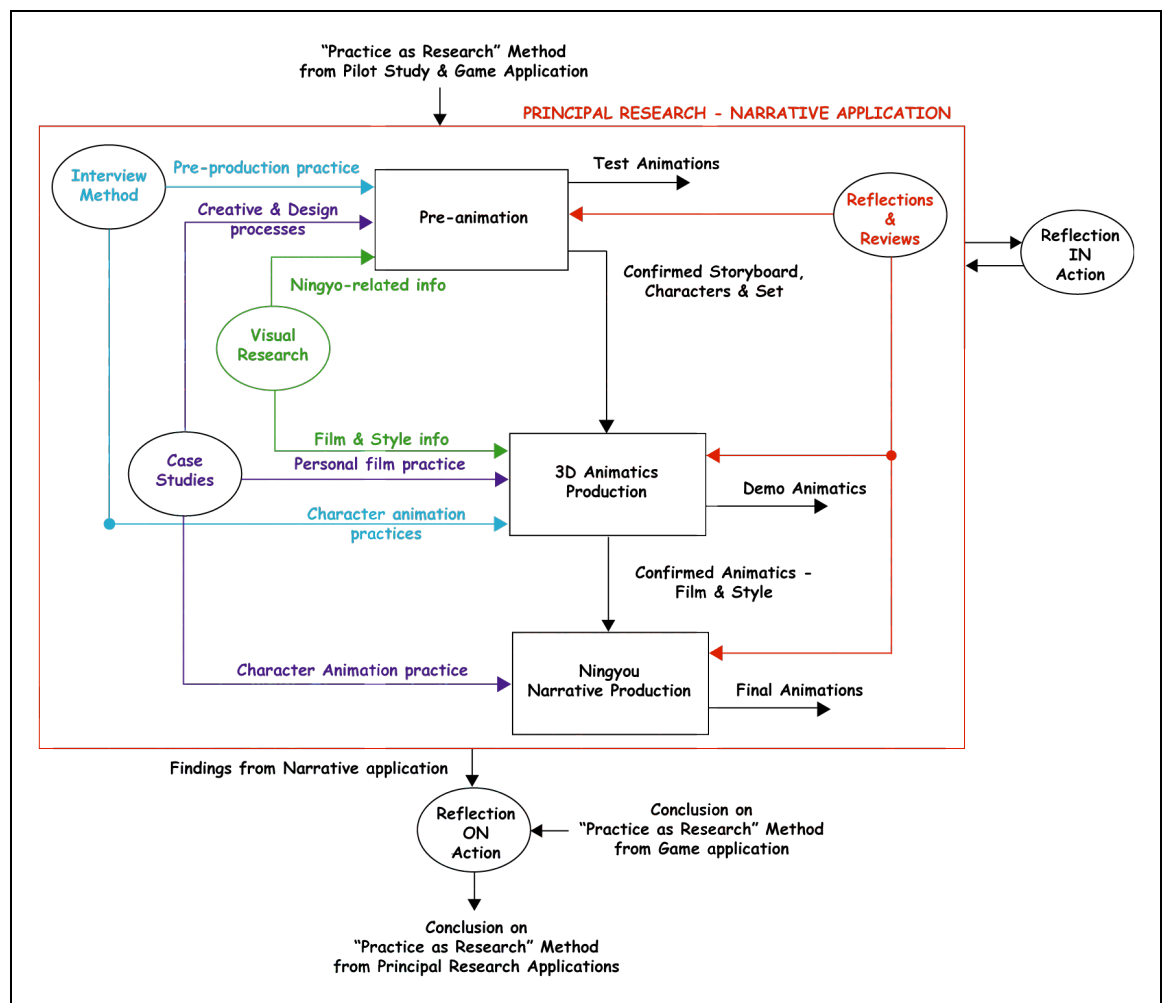 “Practice as Research” Method
from Pilot Study & Game Application
PRINCIPAL RESEARCH - NARRATIVE APPLICATION
Interview
Method
Pre-production practice
Creative & Design
processes
Ningyo-related info
Pre-animation
Test Animations
Reflections
&
Reviews
Reflection
IN
Action
Confirmed Storyboard,
Characters & Set
Visual
Research
Film & Style info
Case
Studies
Personal film practice
Character animation
practices
3D Animatics
Production
Demo Animatics
Confirmed Animatics -
Film & Style
Character Animation practice
Ningyou
Narrative Production
Final Animations
Findings from Narrative application
Reflection
ON
Action
Conclusion on
“Practice as Research” Method
from Game application
Conclusion on
“Practice as Research” Method
from Principal Research Applications